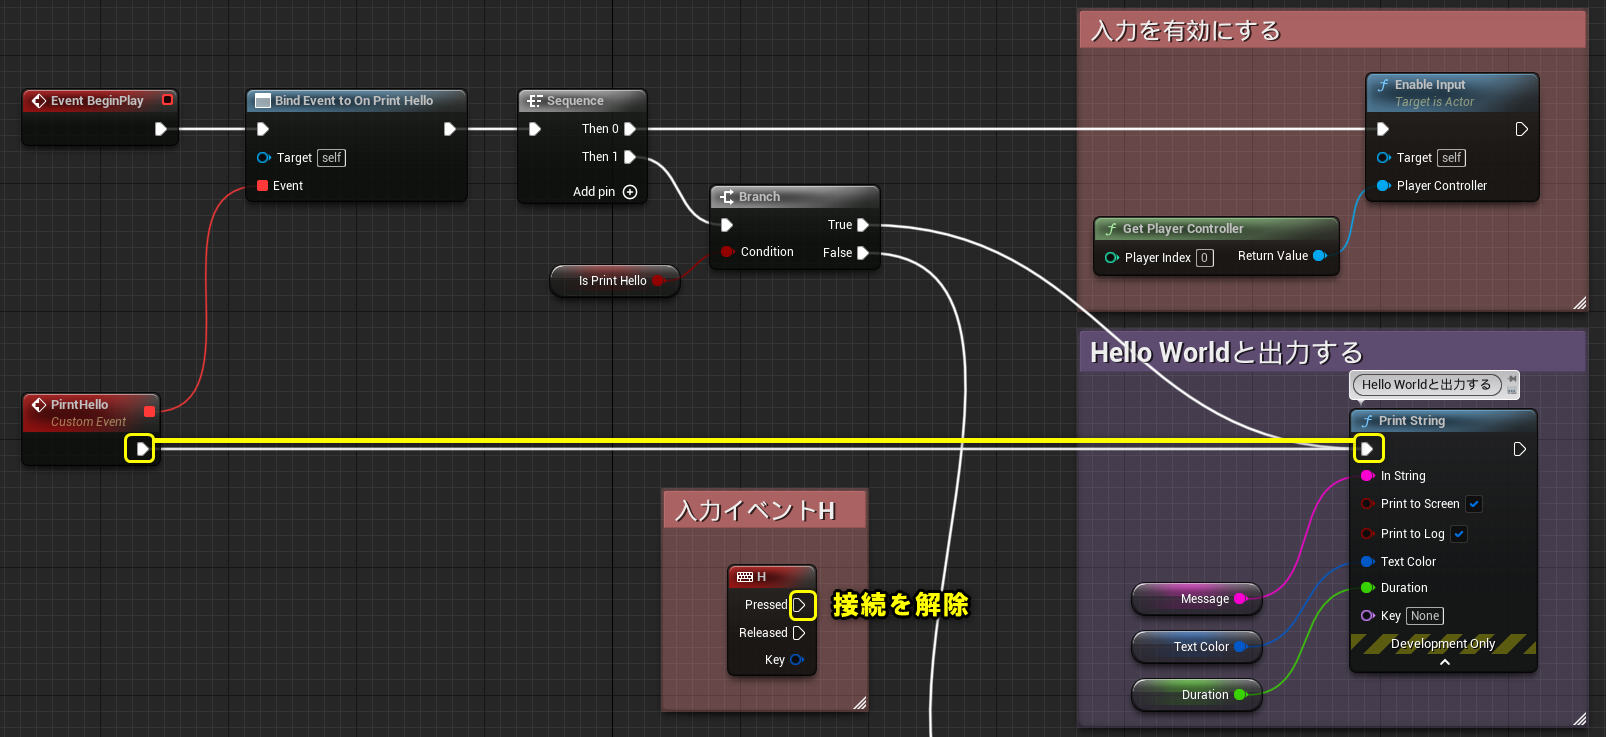 入力を有効にする
Event BeginPlay
Bind Event to On Print Hello
Target self
Event
Sequence
Then 0
Then 1
Add pin
Branch
True
Condition
False
Is Print Hello
Enable Input
Target is Actor
Target self
Player Controller
Get Player Controller
Player Index 0
Return Value
Hello Worldと出力する
Hello Worldと出力する
PirntHello
Custom Event
Print String
In String
Print to Screen
Print to Log
Text Color
Duration
Key None
Development Only
Message
Text Color
Duration
入力イベントH
H
Pressed
Released
Key
接続を解除